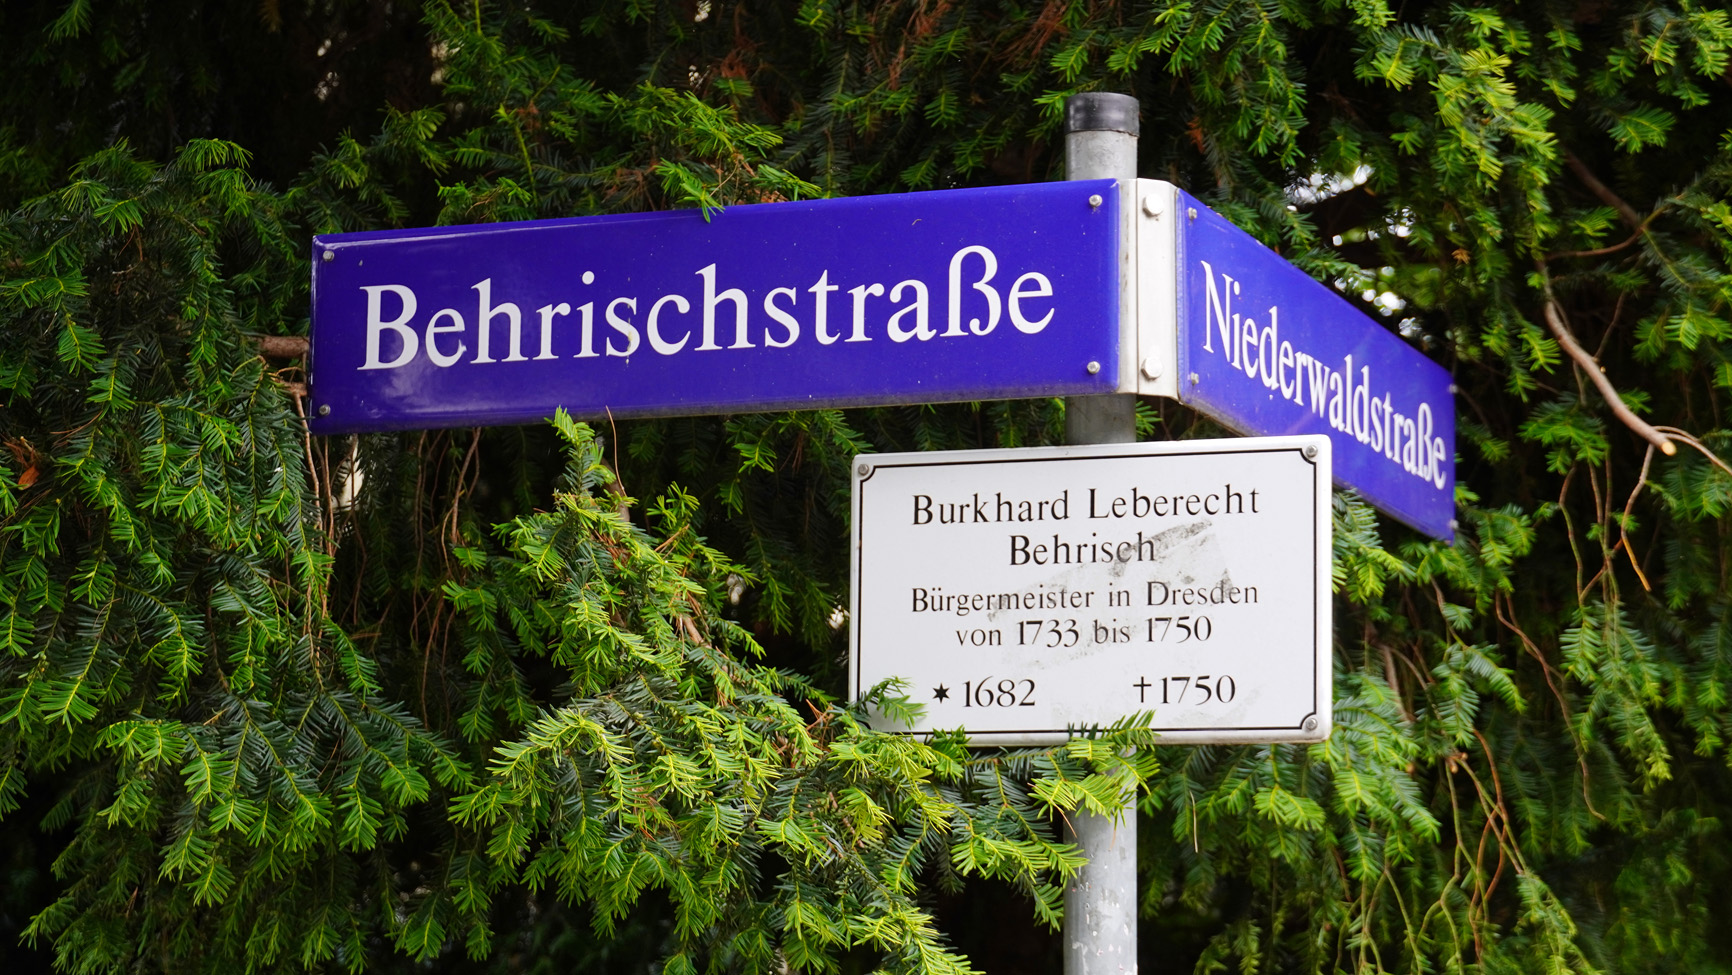 Behrischstraße
Niederwaldstraße
Burkhard Leberecht
Behrisch
Bürgermeister in Dresden
von 1733 bis 1750
* 1682 †1750